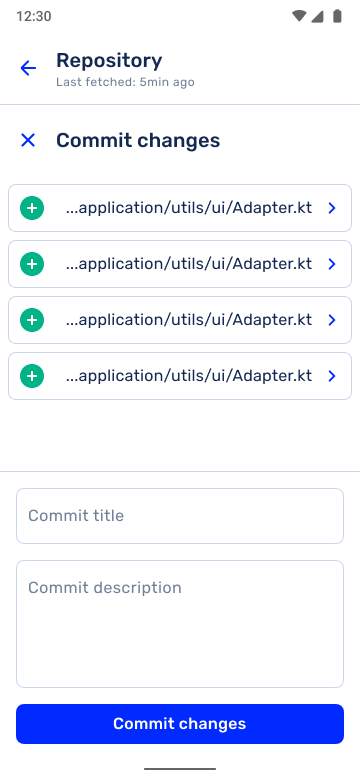 12:30
Repository
Last fetched: 5min ago
Commit changes
...application/utils/ui/Adapter.kt
...application/utils/ui/Adapter.kt
...application/utils/ui/Adapter.kt
...application/utils/ui/Adapter.kt
Commit title
Commit description
Commit changes